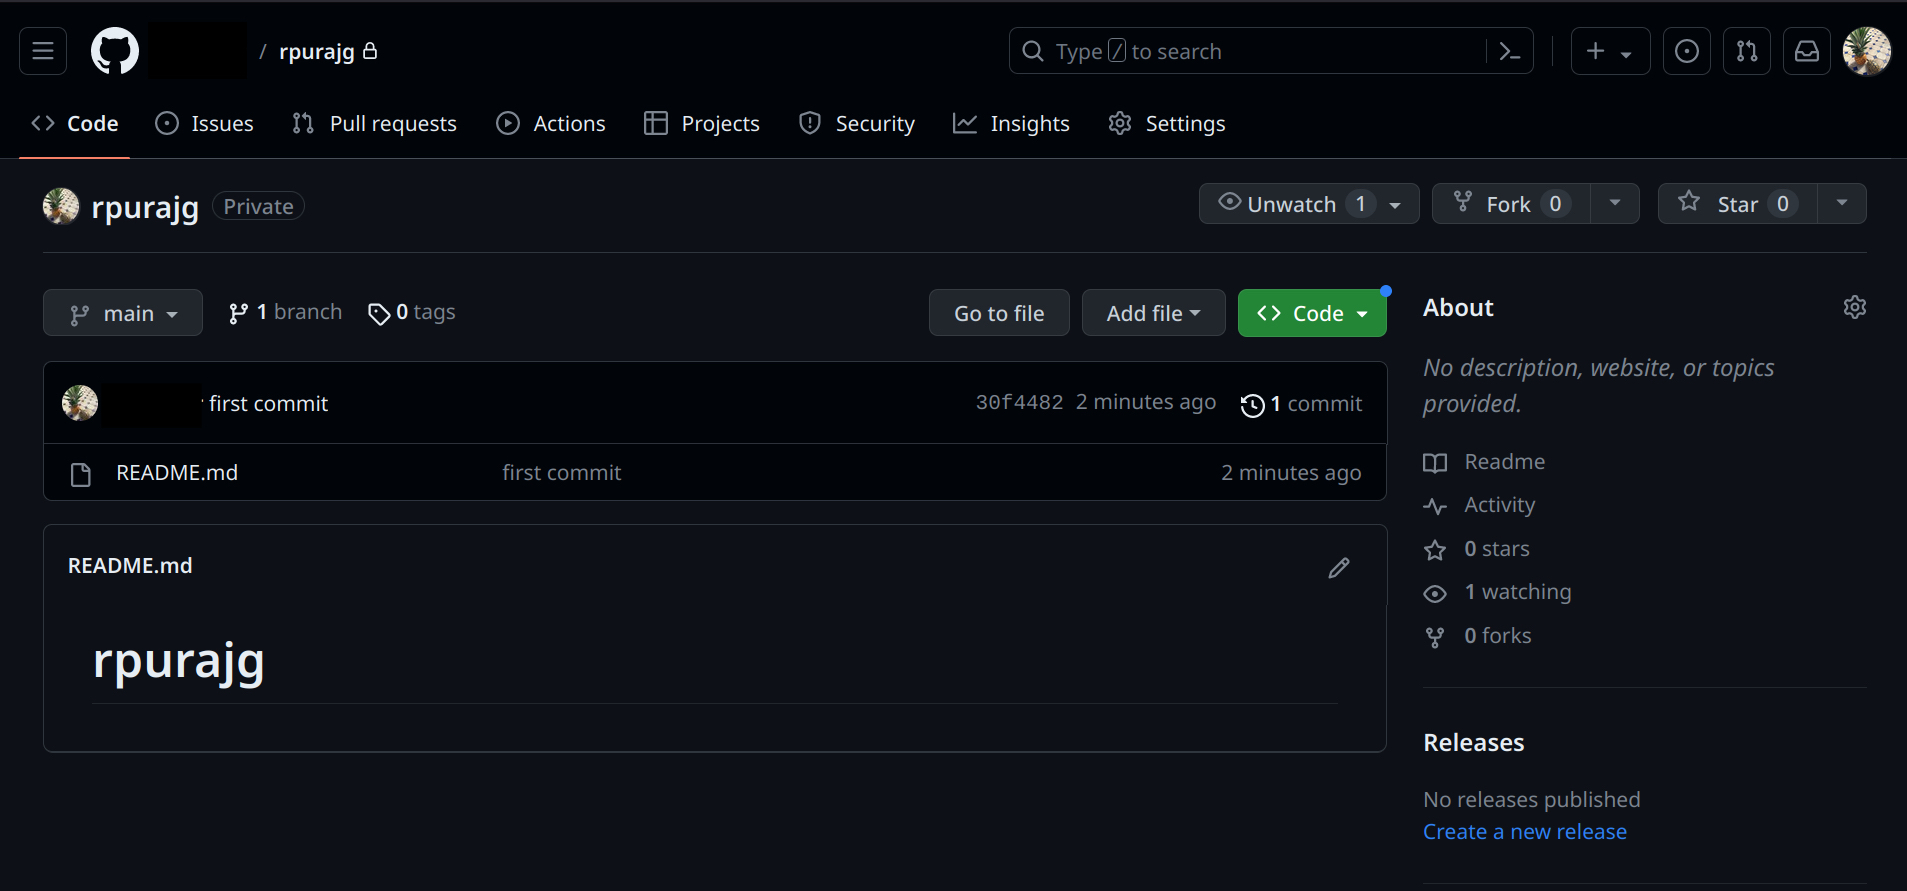 / rpurajg
Type / to search
Code Issues Pull requests Actions Projects Security Insights Settings
rpurajg Private
Unwatch 1 Fork 0 Star 0
main 1 branch 0 tags
Go to file Add file Code
first commit 30f4482 2 minutes ago 1 commit
README.md first commit 2 minutes ago
README.md
rpurajg
About
No description, website, or topics
provided.
Readme
Activity
0 stars
1 watching
0 forks
Releases
No releases published
Create a new release